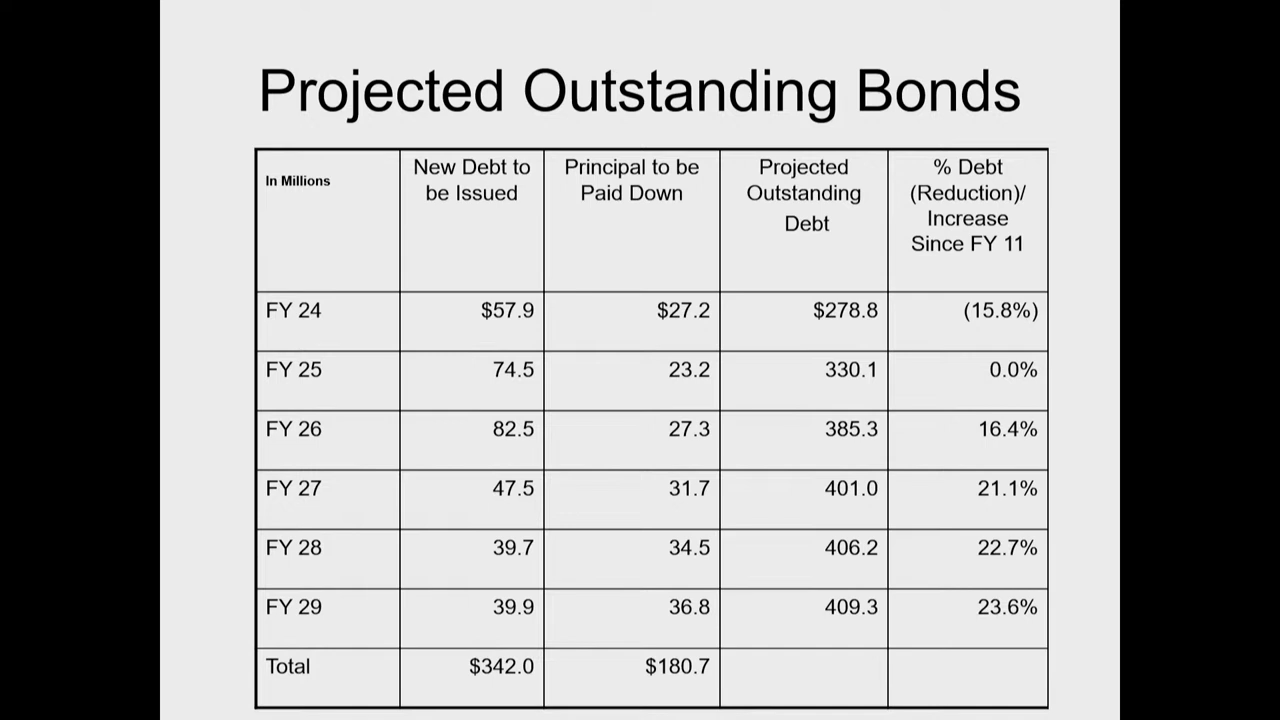 Projected Outstanding Bonds
In Millions
New Debt to
be Issued
Principal to be
Paid Down
Projected
Outstanding
Debt
% Debt
(Reduction)/
Increase
Since FY 11
FY 24 $57.9 $27.2 $278.8 (15.8%)
FY 25 74.5 23.2 330.1 0.0%
FY 26 82.5 27.3 385.3 16.4%
FY 27 47.5 31.7 401.0 21.1%
FY 28 39.7 34.5 406.2 22.7%
FY 29 39.9 36.8 409.3 23.6%
Total $342.0 $180.7